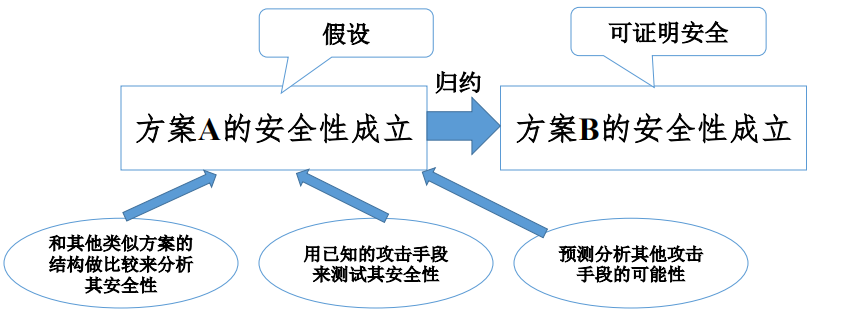 假设
可证明安全
归约
方案A的安全性成立
方案B的安全性成立
和其他类似方案的
结构做比较来分析
其安全性
用已知的攻击手段
来测试其安全性
预测分析其他攻击
手段的可能性